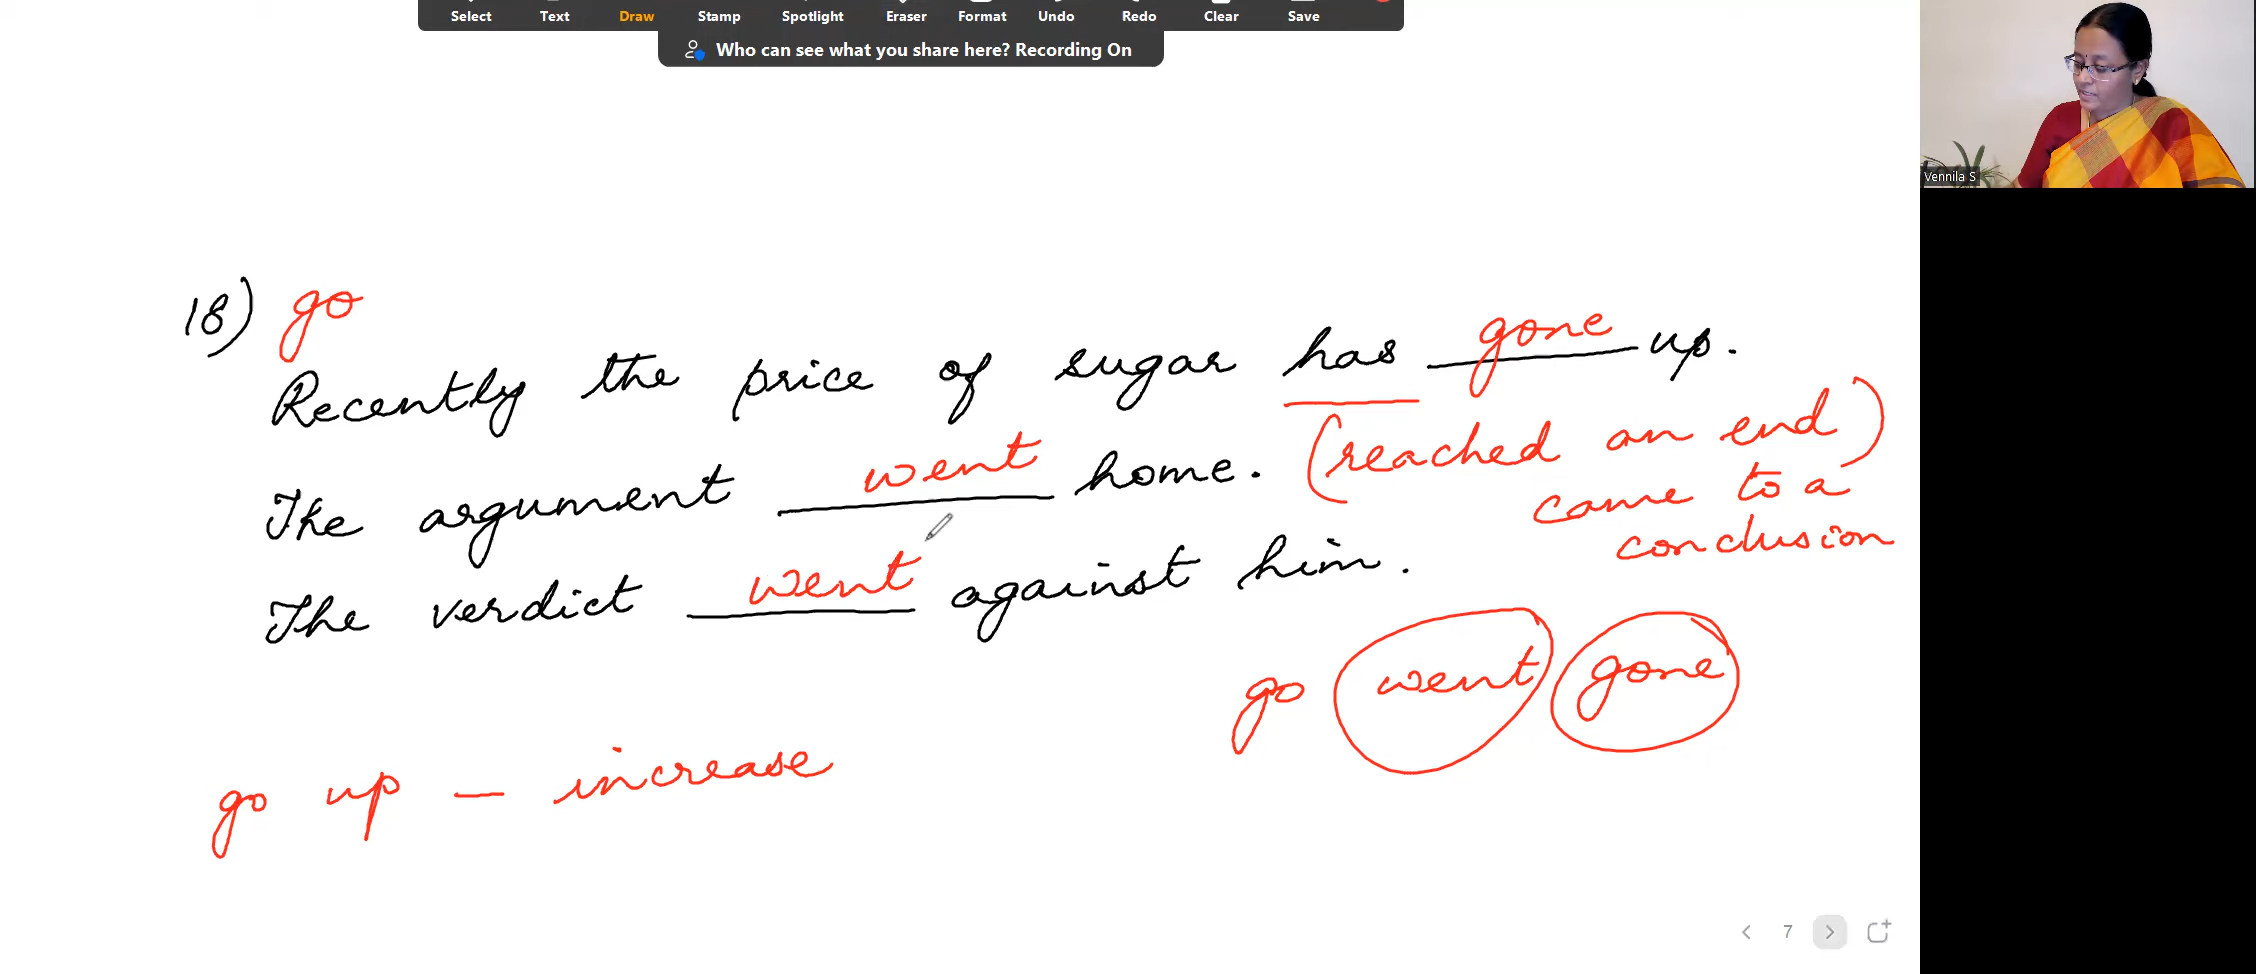 Select Text Draw Stamp Spotlight Eraser Format Undo Redo Clear Save
Who can see what you share here? Recording On
Vennila S
18) go
Recently the price of sugar has gone up.
The argument went home. (reached an end)
came to a
conclusion
The verdict went against him.
go went gone
go up – increase
7